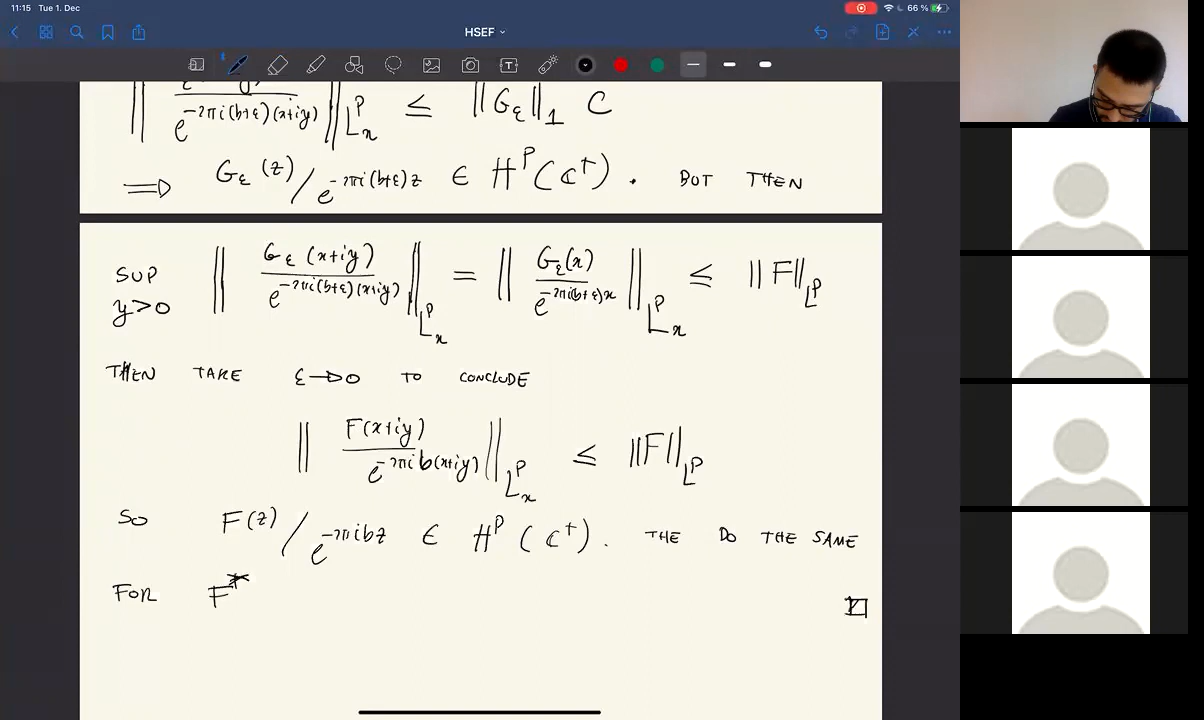 11:15 Tue 1. Dec
66 %
HSEF
e^{-2πi(b+ε)(x+iy)} ‖_{L^p_x} ≤ ‖G_ε‖_1 C
⟹ G_ε(z) / e^{-2πi(b+ε)z} ∈ H^P(ℂ^+). BUT THEN
SUP y>0 ‖ G_ε(x+iy) / e^{-2πi(b+ε)(x+iy)} ‖_{L^p_x} = ‖ G_ε(x) / e^{-2πi(b+ε)x} ‖_{L^p_x} ≤ ‖F‖_{L^p}
THEN TAKE ε→0 TO CONCLUDE
‖ F(x+iy) / e^{-2πib(x+iy)} ‖_{L^p_x} ≤ ‖F‖_{L^p}
SO F(z) / e^{-2πibz} ∈ H^P(ℂ^+). THE DO THE SAME
FOR F^*